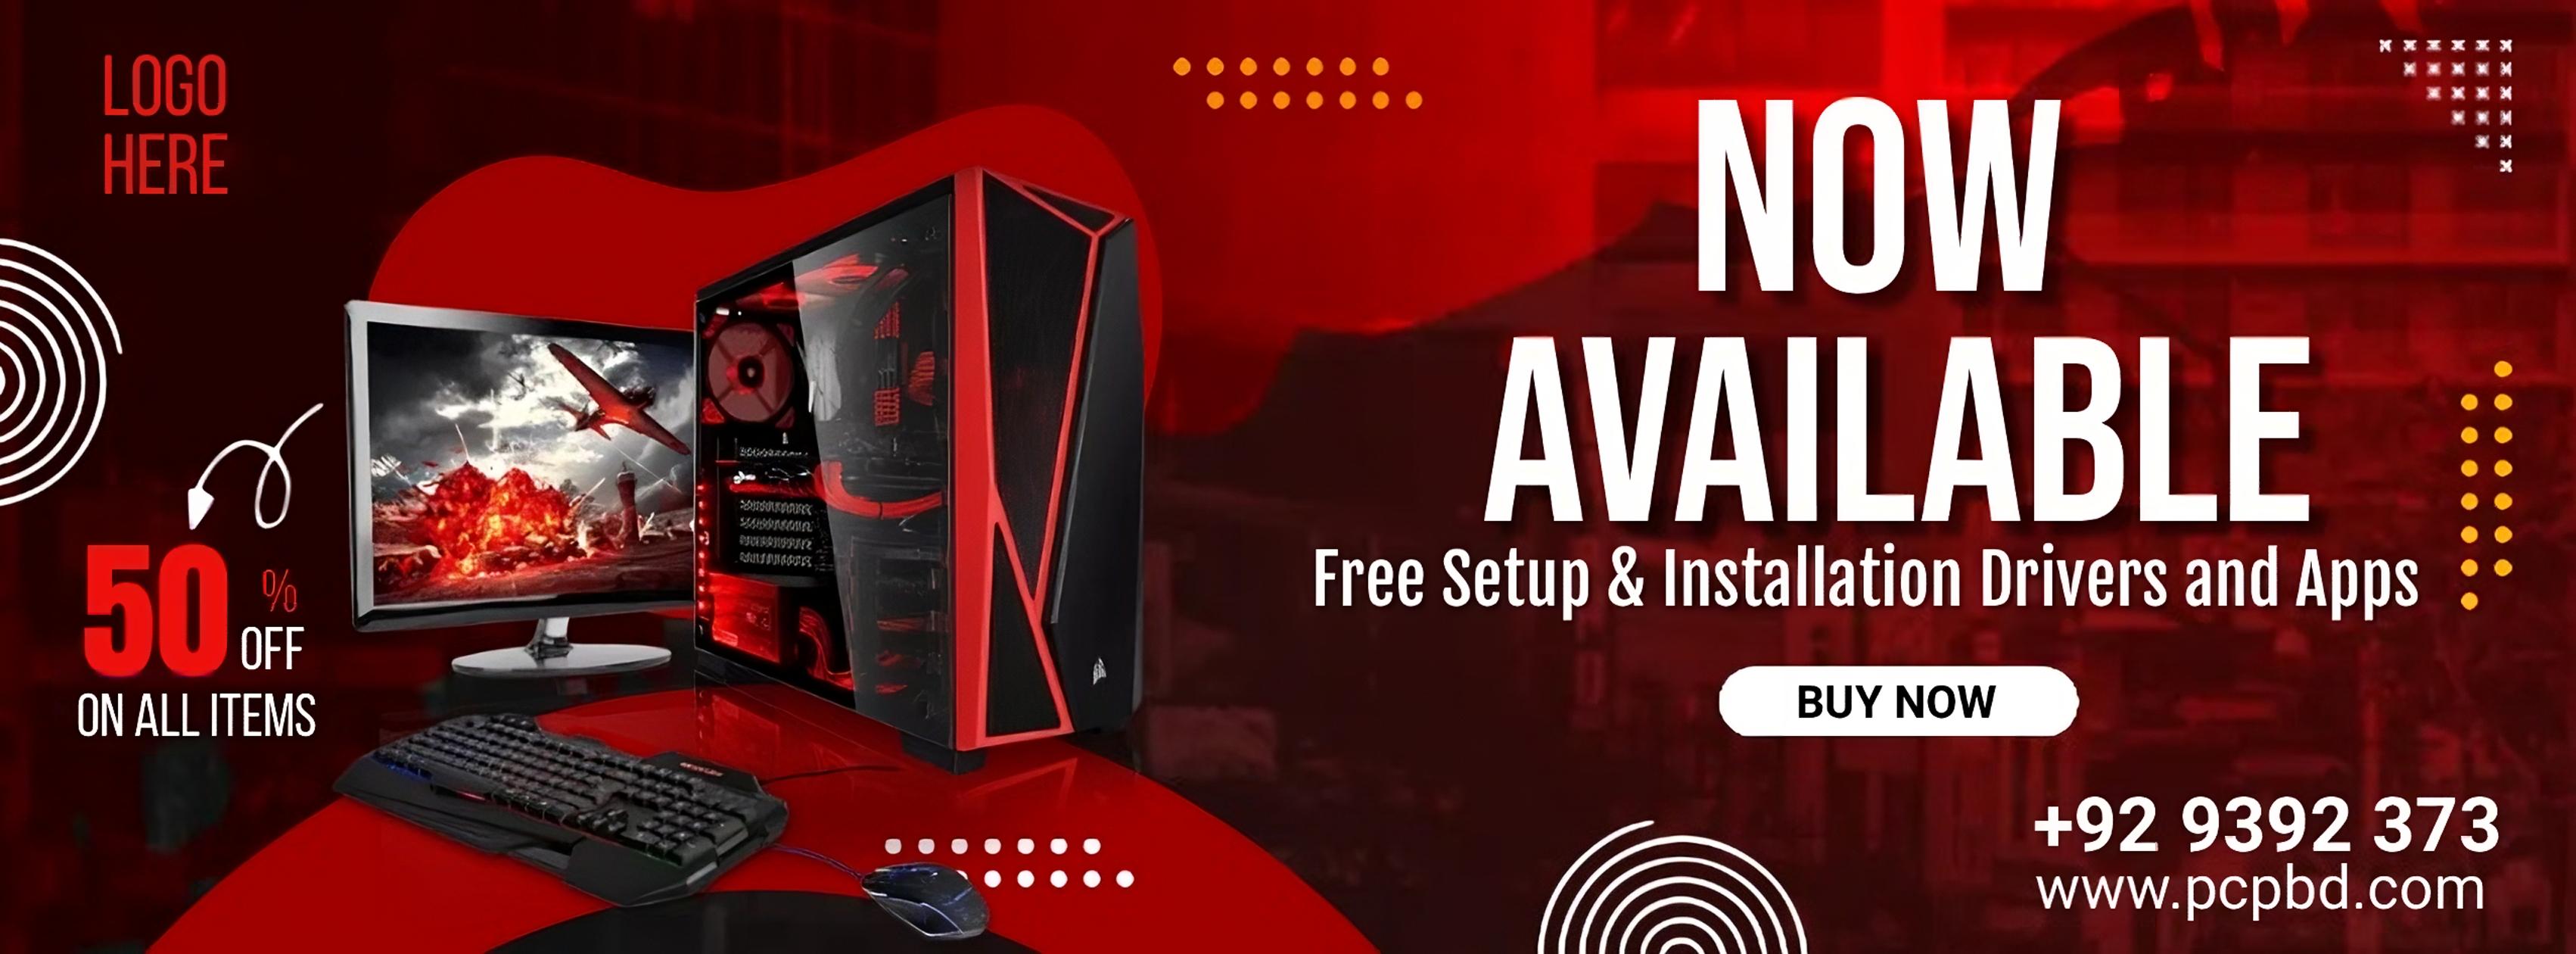 LOGO
HERE
50 %
OFF
ON ALL ITEMS
NOW
AVAILABLE
Free Setup & Installation Drivers and Apps
BUY NOW
+92 9392 373
www.pcpbd.com